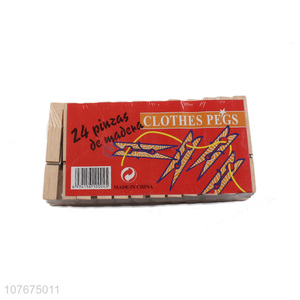 24 pinzas
de madera
CLOTHES PEGS
MADE IN CHINA
107675011